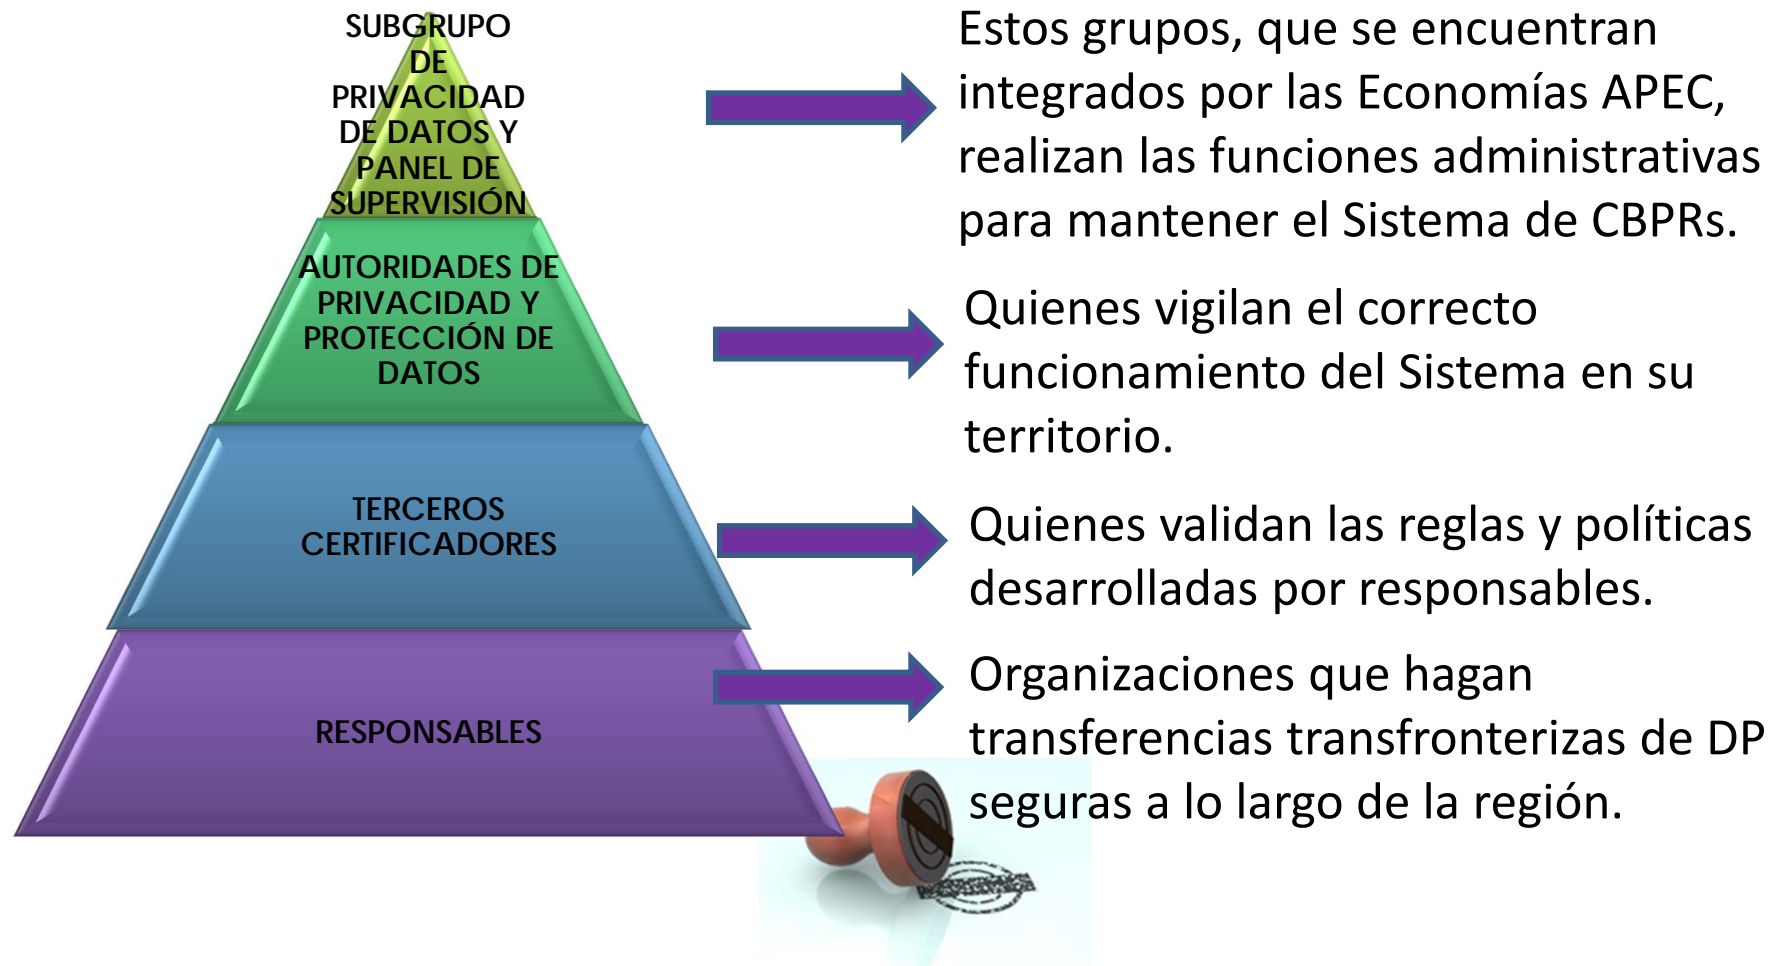 SUBGRUPO
DE
PRIVACIDAD
DE DATOS Y
PANEL DE
SUPERVISIÓN
Estos grupos, que se encuentran
integrados por las Economías APEC,
realizan las funciones administrativas
para mantener el Sistema de CBPRs.
AUTORIDADES DE
PRIVACIDAD Y
PROTECCIÓN DE
DATOS
Quienes vigilan el correcto
funcionamiento del Sistema en su
territorio.
TERCEROS
CERTIFICADORES
Quienes validan las reglas y políticas
desarrolladas por responsables.
RESPONSABLES
Organizaciones que hagan
transferencias transfronterizas de DP
seguras a lo largo de la región.